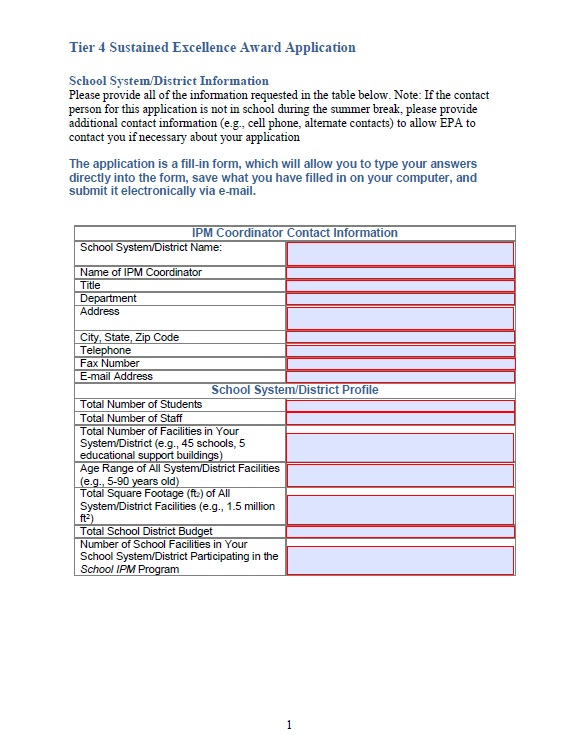 Tier 4 Sustained Excellence Award Application
School System/District Information
Please provide all of the information requested in the table below. Note: If the contact
person for this application is not in school during the summer break, please provide
additional contact information (e.g., cell phone, alternate contacts) to allow EPA to
contact you if necessary about your application
The application is a fill-in form, which will allow you to type your answers
directly into the form, save what you have filled in on your computer, and
submit it electronically via e-mail.
IPM Coordinator Contact Information
School System/District Name:
Name of IPM Coordinator
Title
Department
Address
City, State, Zip Code
Telephone
Fax Number
E-mail Address
School System/District Profile
Total Number of Students
Total Number of Staff
Total Number of Facilities in Your
System/District (e.g., 45 schools, 5
educational support buildings)
Age Range of All System/District Facilities
(e.g., 5-90 years old)
Total Square Footage (ft2) of All
System/District Facilities (e.g., 1.5 million
ft²)
Total School District Budget
Number of School Facilities in Your
School System/District Participating in the
School IPM Program
1